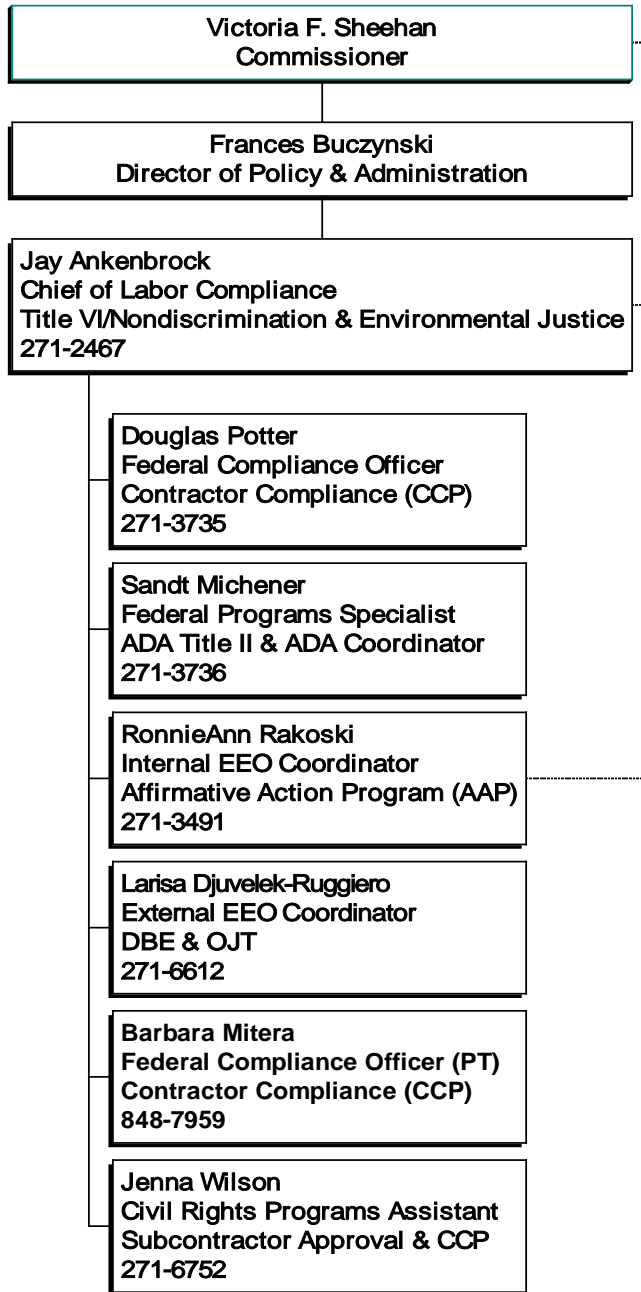 Victoria F. Sheehan
Commissioner
Frances Buczynski
Director of Policy & Administration
Jay Ankenbrock
Chief of Labor Compliance
Title VI/Nondiscrimination & Environmental Justice
271-2467
Douglas Potter
Federal Compliance Officer
Contractor Compliance (CCP)
271-3735
Sandt Michener
Federal Programs Specialist
ADA Title II & ADA Coordinator
271-3736
RonnieAnn Rakoski
Internal EEO Coordinator
Affirmative Action Program (AAP)
271-3491
Larisa Djuvelek-Ruggiero
External EEO Coordinator
DBE & OJT
271-6612
Barbara Mitera
Federal Compliance Officer (PT)
Contractor Compliance (CCP)
848-7959
Jenna Wilson
Civil Rights Programs Assistant
Subcontractor Approval & CCP
271-6752